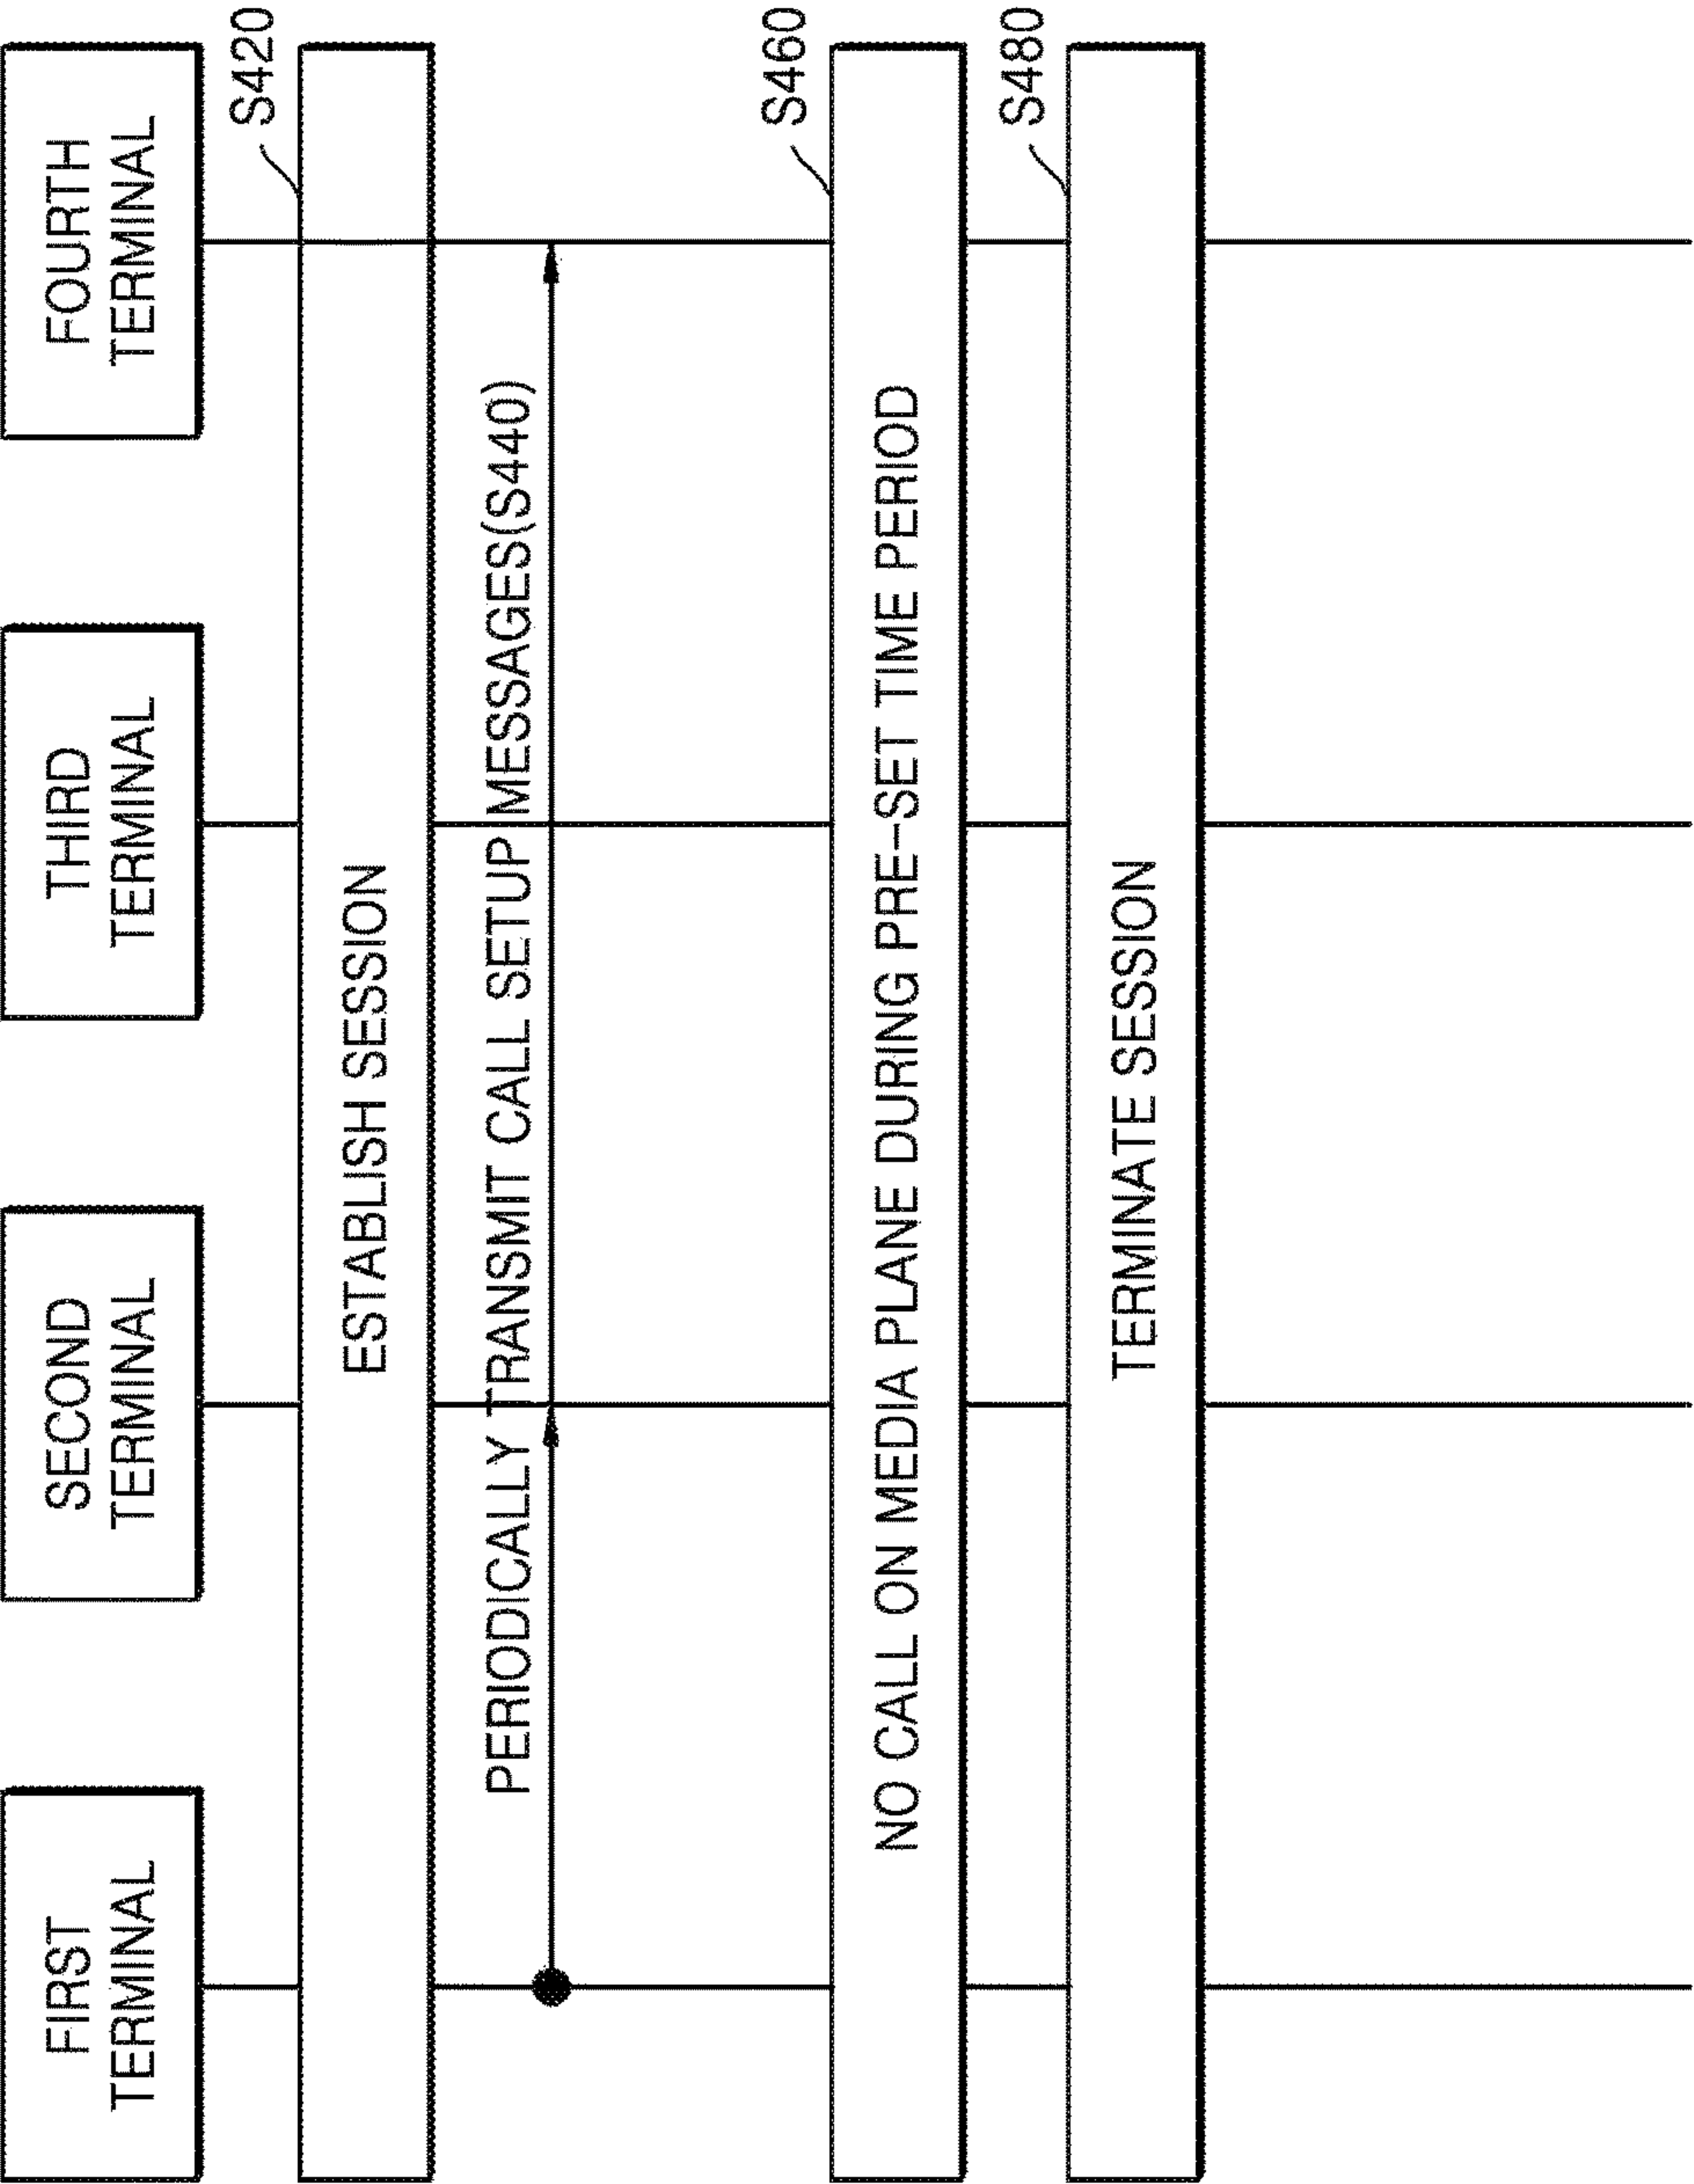 FIRST
TERMINAL
SECOND
TERMINAL
THIRD
TERMINAL
FOURTH
TERMINAL
S420
ESTABLISH SESSION
PERIODICALLY TRANSMIT CALL SETUP MESSAGES(S440)
S460
NO CALL ON MEDIA PLANE DURING PRE-SET TIME PERIOD
S480
TERMINATE SESSION